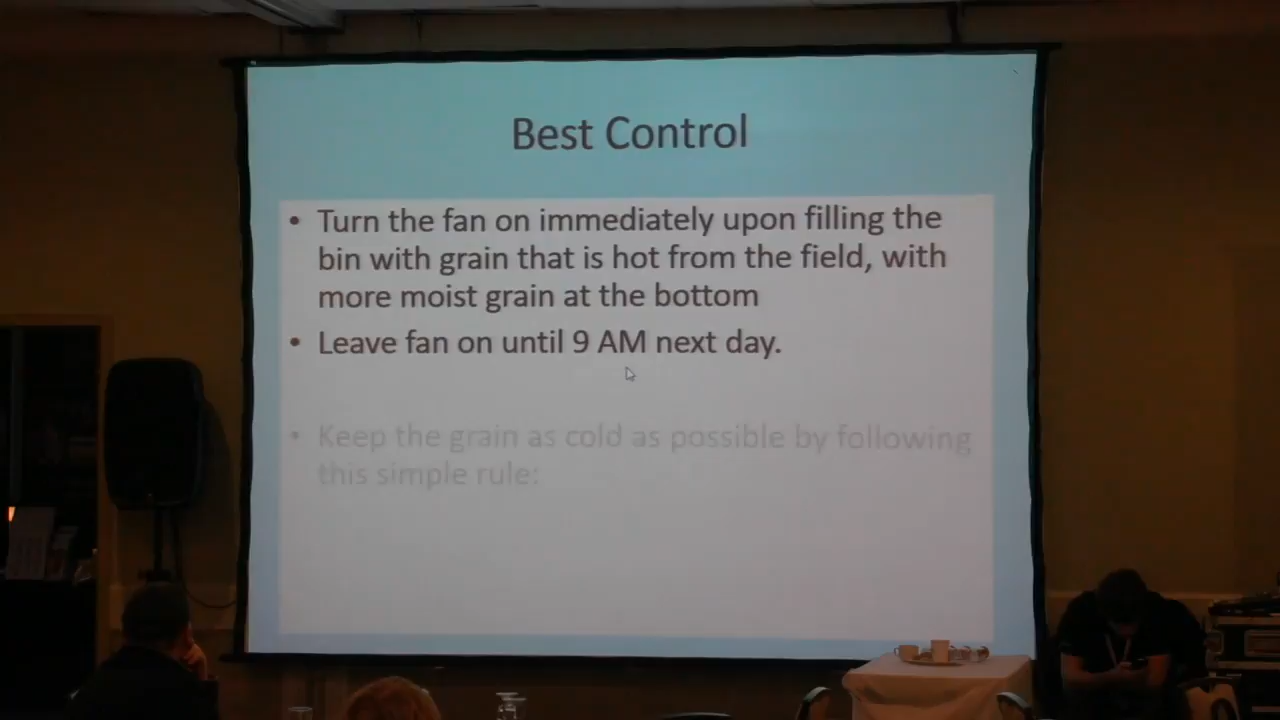 Best Control
• Turn the fan on immediately upon filling the
bin with grain that is hot from the field, with
more moist grain at the bottom
• Leave fan on until 9 AM next day.
• Keep the grain as cold as possible by following
this simple rule: